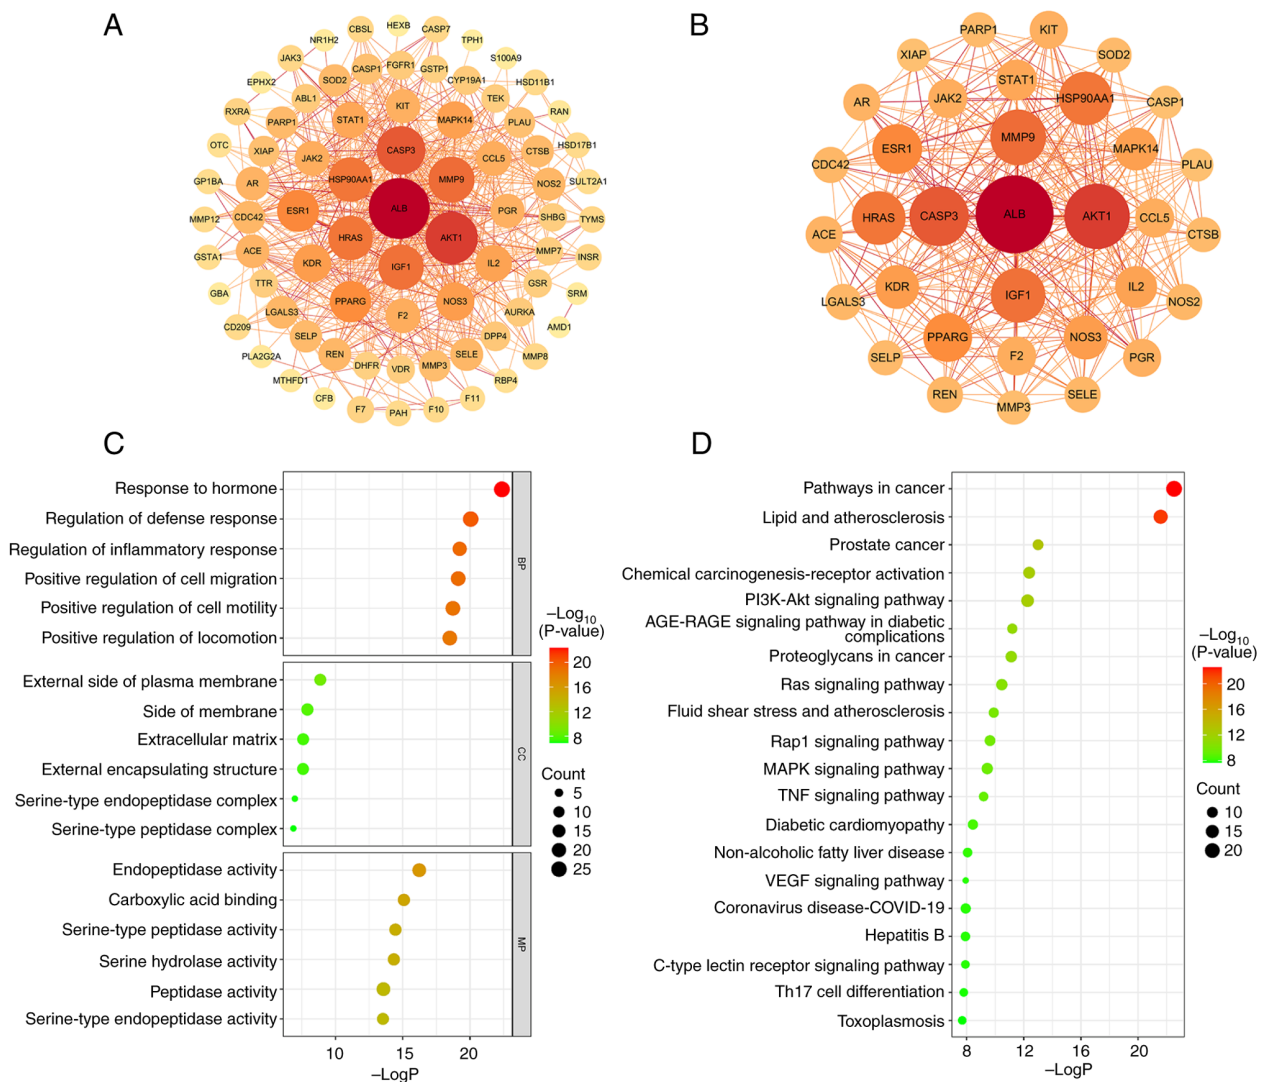 A
HEXB
CBSL
CASP7
NR1H2
TPH1
JAK3
CASP1
FGFR1
GSTP1
S100A9
EPHX2
SOD2
CYP19A1
HSD11B1
ABL1
KIT
TEK
RXRA
PARP1
STAT1
MAPK14
PLAU
RAN
OTC
XIAP
JAK2
CASP3
CCL5
CTSB
HSD17B1
GP1BA
AR
HSP90AA1
MMP9
NOS2
SULT2A1
MMP12
CDC42
ESR1
ALB
PGR
SHBG
TYMS
HRAS
AKT1
GSTA1
ACE
KDR
IGF1
IL2
MMP7
INSR
GBA
TTR
PPARG
NOS3
GSR
SRM
CD209
LGALS3
F2
AURKA
AMD1
SELP
DPP4
PLA2G2A
REN
DHFR
VDR
MMP3
SELE
MMP8
MTHFD1
RBP4
CFB
F7
PAH
F10
F11
B
PARP1
KIT
XIAP
SOD2
STAT1
AR
JAK2
HSP90AA1
CASP1
MMP9
CDC42
ESR1
MAPK14
PLAU
HRAS
CASP3
ALB
AKT1
CCL5
ACE
CTSB
KDR
IGF1
IL2
LGALS3
NOS2
PPARG
F2
NOS3
SELP
PGR
REN
MMP3
SELE
C
Response to hormone
Regulation of defense response
Regulation of inflammatory response
Positive regulation of cell migration
Positive regulation of cell motility
Positive regulation of locomotion
BP
External side of plasma membrane
Side of membrane
Extracellular matrix
External encapsulating structure
Serine-type endopeptidase complex
Serine-type peptidase complex
CC
Endopeptidase activity
Carboxylic acid binding
Serine-type peptidase activity
Serine hydrolase activity
Peptidase activity
Serine-type endopeptidase activity
MP
10 15 20
–LogP
–Log10
(P-value)
20
16
12
8
Count
5
10
15
20
25
D
Pathways in cancer
Lipid and atherosclerosis
Prostate cancer
Chemical carcinogenesis-receptor activation
PI3K-Akt signaling pathway
AGE-RAGE signaling pathway in diabetic
complications
Proteoglycans in cancer
Ras signaling pathway
Fluid shear stress and atherosclerosis
Rap1 signaling pathway
MAPK signaling pathway
TNF signaling pathway
Diabetic cardiomyopathy
Non-alcoholic fatty liver disease
VEGF signaling pathway
Coronavirus disease-COVID-19
Hepatitis B
C-type lectin receptor signaling pathway
Th17 cell differentiation
Toxoplasmosis
8 12 16 20
–LogP
–Log10
(P-value)
20
16
12
8
Count
10
15
20